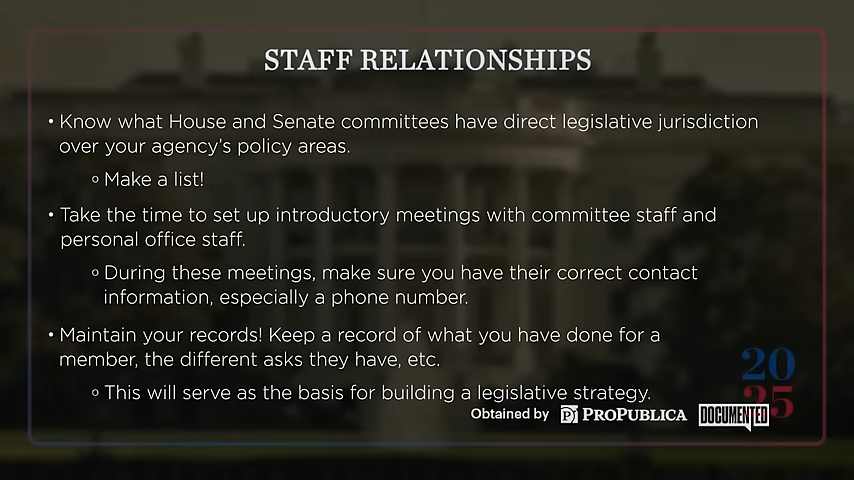 STAFF RELATIONSHIPS
• Know what House and Senate committees have direct legislative jurisdiction
over your agency's policy areas.
○ Make a list!
• Take the time to set up introductory meetings with committee staff and
personal office staff.
○ During these meetings, make sure you have their correct contact
information, especially a phone number.
• Maintain your records! Keep a record of what you have done for a
member, the different asks they have, etc.
○ This will serve as the basis for building a legislative strategy.
20
25
Obtained by PROPUBLICA DOCUMENTED